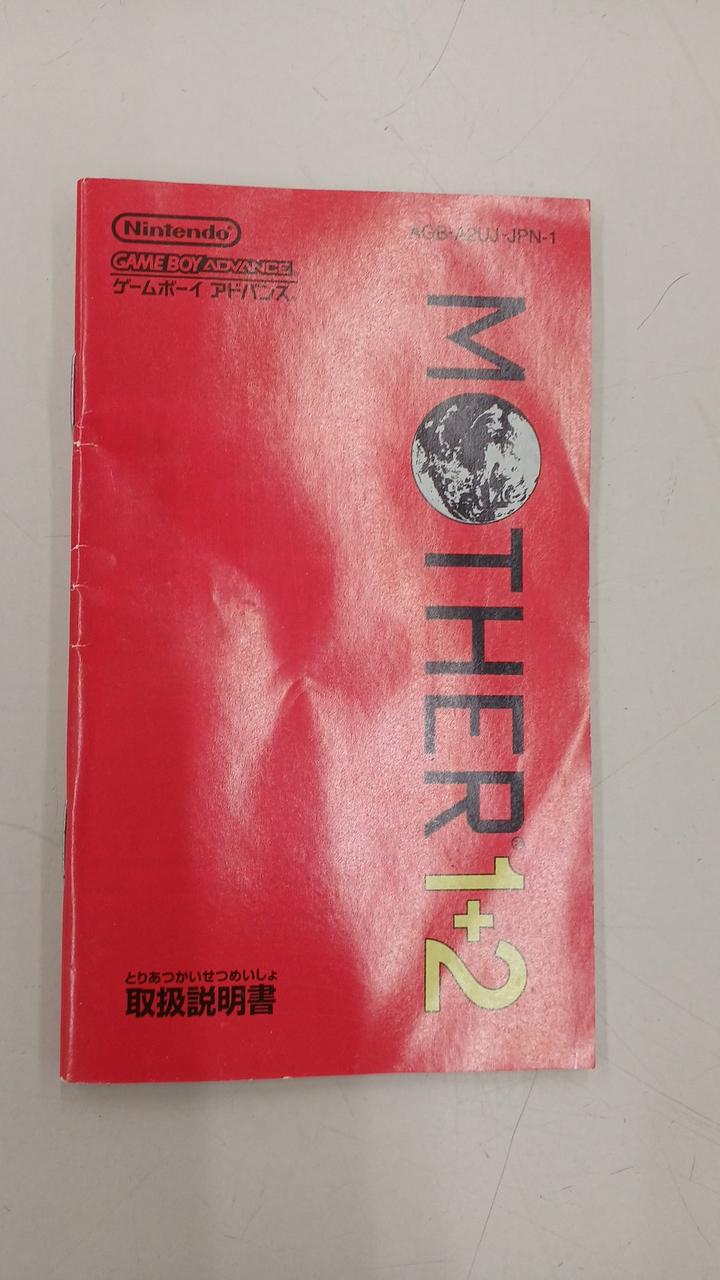 Nintendo®
GAME BOY ADVANCE
ゲームボーイ アドバンス
AGB-A2UJ-JPN-1
MOTHER® 1+2
とりあつかいせつめいしょ
取扱説明書